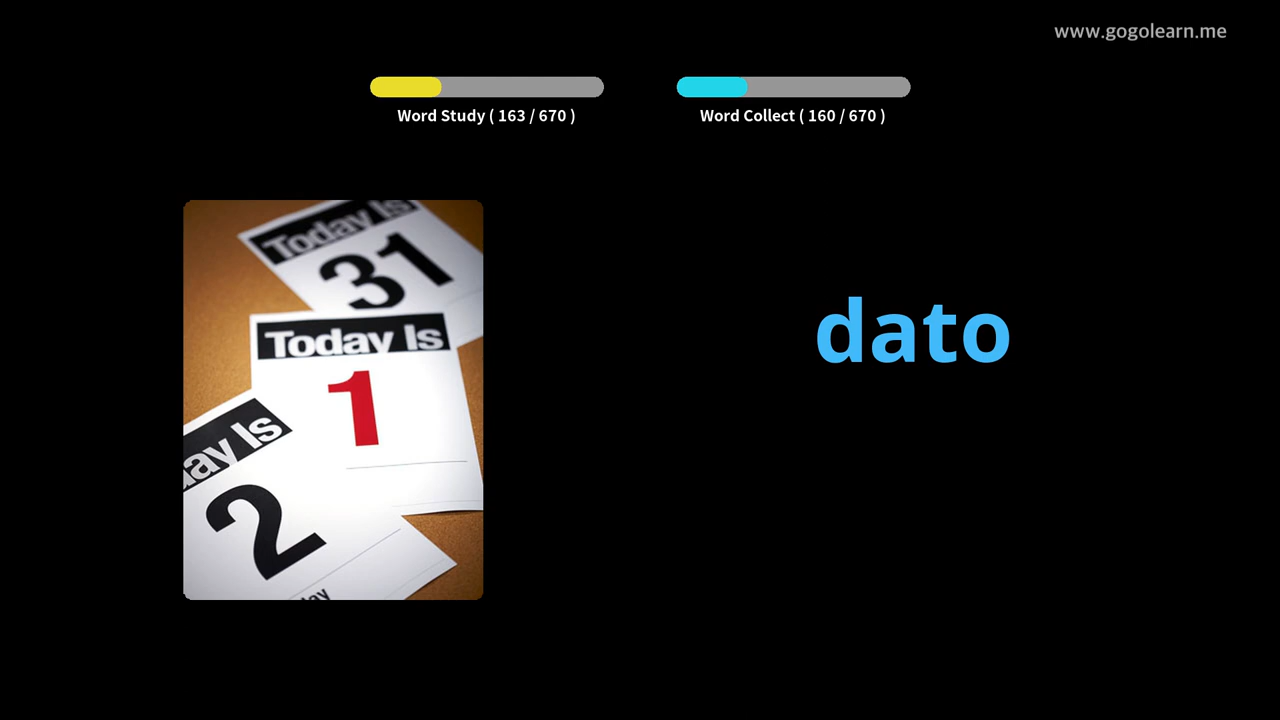 www.gogolearn.me
Word Study ( 163 / 670 )
Word Collect ( 160 / 670 )
Today Is
31
Today Is
1
ay Is
2
day
dato